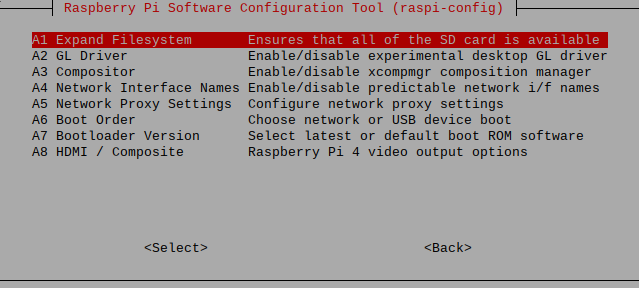 Raspberry Pi Software Configuration Tool (raspi-config)
A1 Expand Filesystem Ensures that all of the SD card is available
A2 GL Driver Enable/disable experimental desktop GL driver
A3 Compositor Enable/disable xcompmgr composition manager
A4 Network Interface Names Enable/disable predictable network i/f names
A5 Network Proxy Settings Configure network proxy settings
A6 Boot Order Choose network or USB device boot
A7 Bootloader Version Select latest or default boot ROM software
A8 HDMI / Composite Raspberry Pi 4 video output options
<Select> <Back>